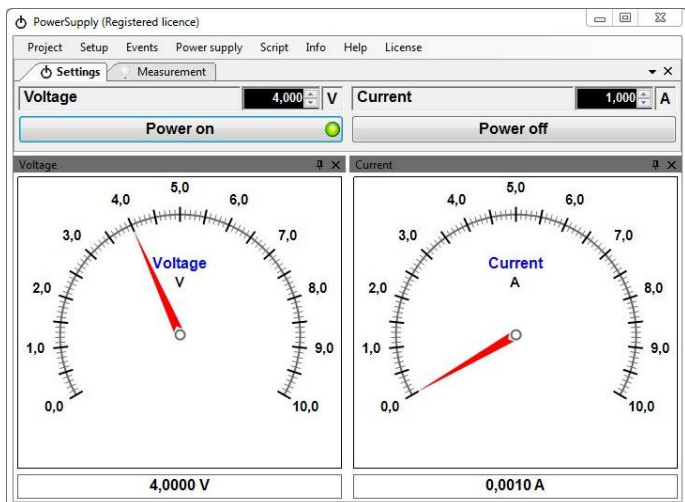 PowerSupply (Registered licence)
Project Setup Events Power supply Script Info Help License
Settings Measurement
Voltage 4,000 V Current 1,000 A
Power on Power off
Voltage Current
5,0
4,0 6,0
3,0 7,0
2,0 8,0
1,0 9,0
0,0 10,0
Voltage
V
4,0000 V
5,0
4,0 6,0
3,0 7,0
2,0 8,0
1,0 9,0
0,0 10,0
Current
A
0,0010 A